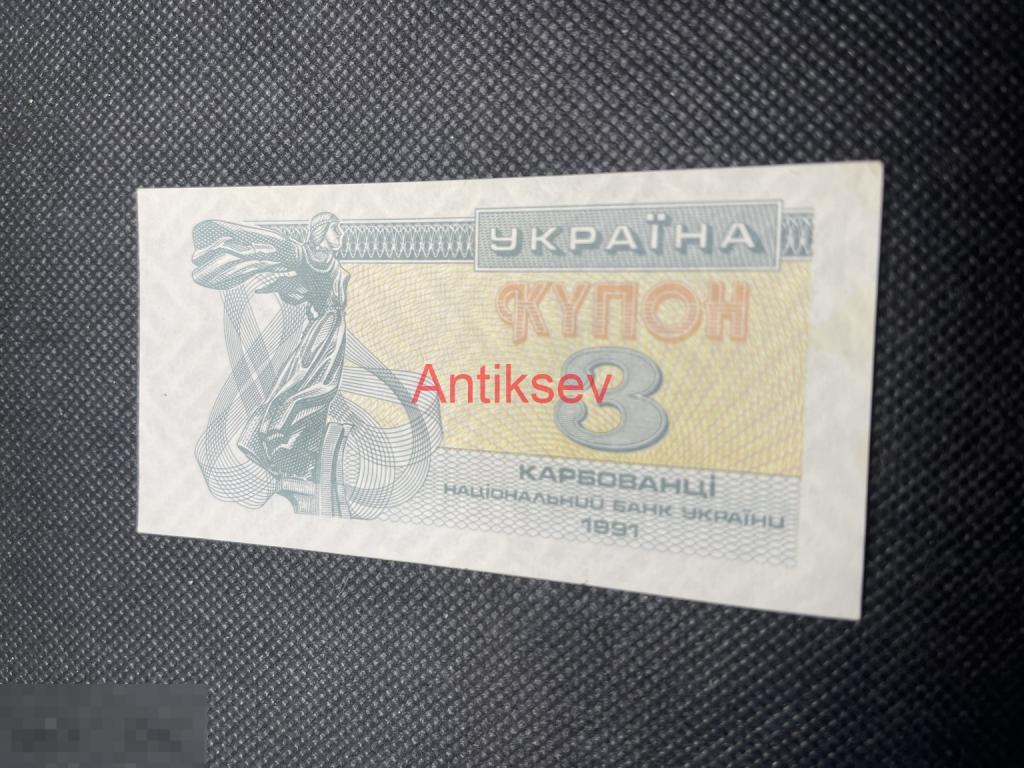 УКРАЇНА
КУПОН
Antiksev
3
КАРБОВАНЦІ
НАЦІОНАЛЬНИЙ БАНК УКРАЇНИ
1991